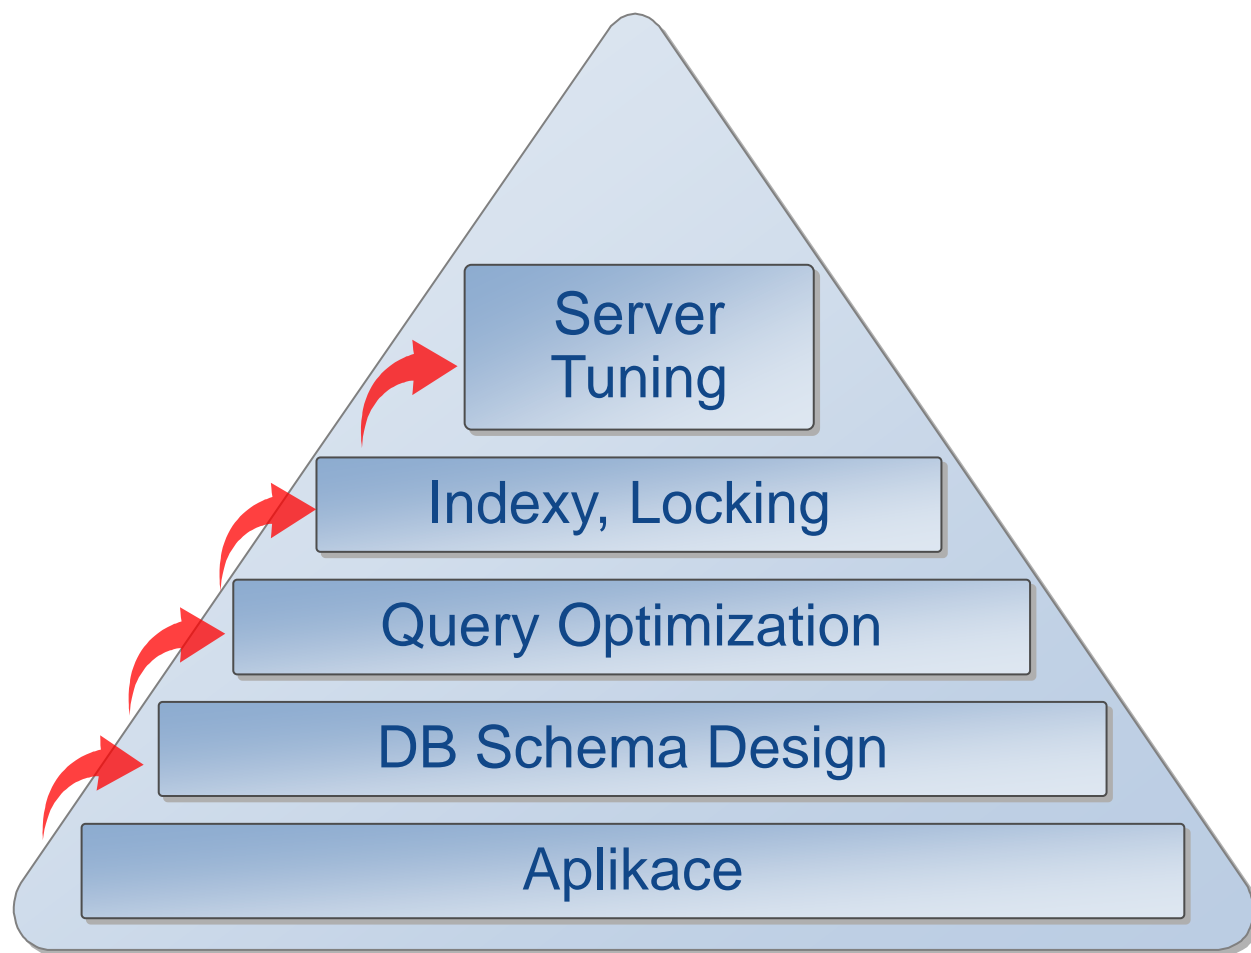 Server
Tuning
Indexy, Locking
Query Optimization
DB Schema Design
Aplikace